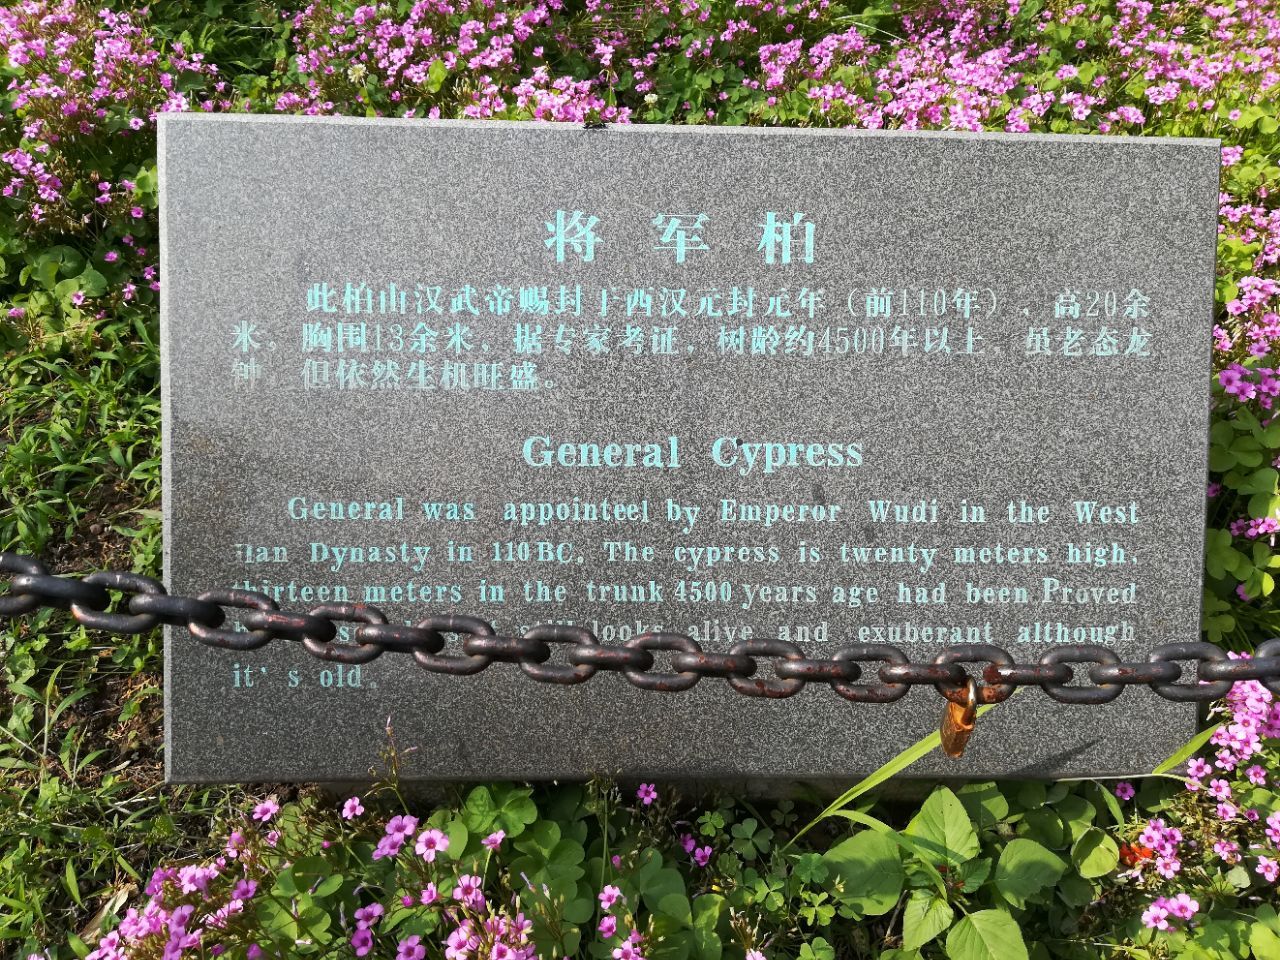 将军柏
此柏由汉武帝赐封于西汉元封元年（前110年），高20余
米，胸围13余米，据专家考证，树龄约4500年以上，虽老态龙
钟，但依然生机旺盛。
General Cypress
General was appointeel by Emperor Wudi in the West
Han Dynasty in 110BC. The cypress is twenty meters high,
thirteen meters in the trunk 4500 years age had been Proved
still looks alive and exuberant although
it's old.